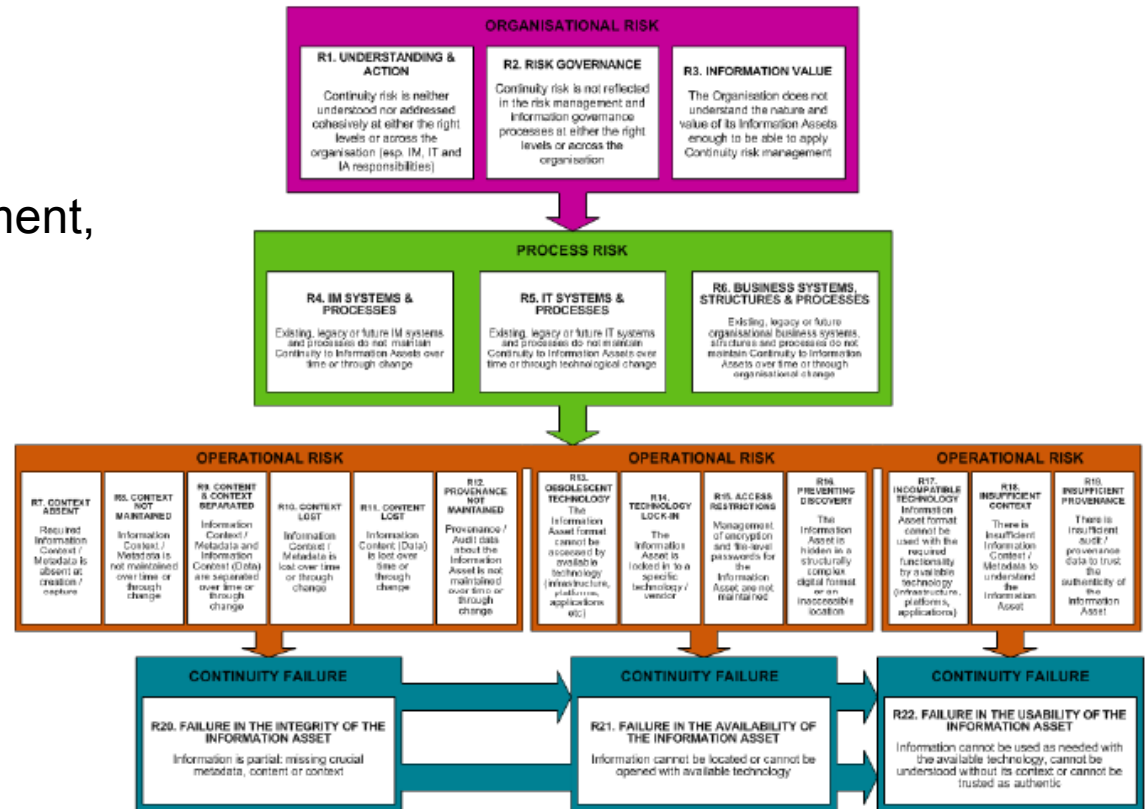 ORGANISATIONAL RISK
R1. UNDERSTANDING &
ACTION
Continuity risk is neither
understood nor addressed
cohesively at either the right
levels or across the
organisation (esp. IM, IT and
IA responsibilities)
R2. RISK GOVERNANCE
Continuity risk is not reflected
in the risk management and
information governance
processes at either the right
levels or across the
organisation
R3. INFORMATION VALUE
The Organisation does not
understand the nature and
value of its Information Assets
enough to be able to apply
Continuity risk management
ment,
PROCESS RISK
R4. IM SYSTEMS &
PROCESSES
Existing, legacy or future IM systems
and processes do not maintain
Continuity to Information Assets over
time or through change
R5. IT SYSTEMS &
PROCESSES
Existing, legacy or future IT systems
and processes do not maintain
Continuity to Information Assets over
time or through technological change
R6. BUSINESS SYSTEMS,
STRUCTURES & PROCESSES
Existing, legacy or future
organisational business systems,
structures and processes do not
maintain Continuity to Information
Assets over time or through
organisational change
OPERATIONAL RISK
R7. CONTEXT
ABSENT
Required
Information
Context /
Metadata is
absent at
creation /
capture
R8. CONTEXT
NOT
MAINTAINED
Information
Context /
Metadata is
not maintained
over time or
through
change
R9. CONTENT
& CONTEXT
SEPARATED
Information
Context /
Metadata and
Information
Content (Data)
are separated
over time or
through
change
R10. CONTEXT
LOST
Information
Context /
Metadata is
lost over time
or through
change
R11. CONTENT
LOST
Information
Content (Data)
is lost over
time or
through
change
R12.
PROVENANCE
NOT
MAINTAINED
Provenance /
Audit data
about the
Information
Asset is not
maintained
over time or
through
change
OPERATIONAL RISK
R13.
OBSOLESCENT
TECHNOLOGY
The
Information
Asset format
cannot be
accessed by
available
technology
(infrastructure,
platforms,
applications
etc)
R14.
TECHNOLOGY
LOCK-IN
The
Information
Asset is
locked in to a
specific
technology /
vendor
R15. ACCESS
RESTRICTIONS
Management
of encryption
and file-level
passwords for
the
Information
Asset are not
maintained
R16.
PREVENTING
DISCOVERY
The
Information
Asset is
hidden in a
structurally
complex
digital format
or an
inaccessible
location
OPERATIONAL RISK
R17.
INCOMPATIBLE
TECHNOLOGY
Information
Asset format
cannot be
used with the
required
functionality
by available
technology
(infrastructure,
platforms,
applications)
R18.
INSUFFICIENT
CONTEXT
There is
insufficient
Information
Context /
Metadata to
understand
the
Information
Asset
R19.
INSUFFICIENT
PROVENANCE
There is
insufficient
audit /
provenance
data to trust
the
authenticity of
the
Information
Asset
CONTINUITY FAILURE
R20. FAILURE IN THE INTEGRITY OF THE
INFORMATION ASSET
Information is partial: missing crucial
metadata, content or context
CONTINUITY FAILURE
R21. FAILURE IN THE AVAILABILITY OF
THE INFORMATION ASSET
Information cannot be located or cannot be
opened with available technology
CONTINUITY FAILURE
R22. FAILURE IN THE USABILITY OF THE
INFORMATION ASSET
Information cannot be used as needed with
the available technology, cannot be
understood without its context or cannot be
trusted as authentic